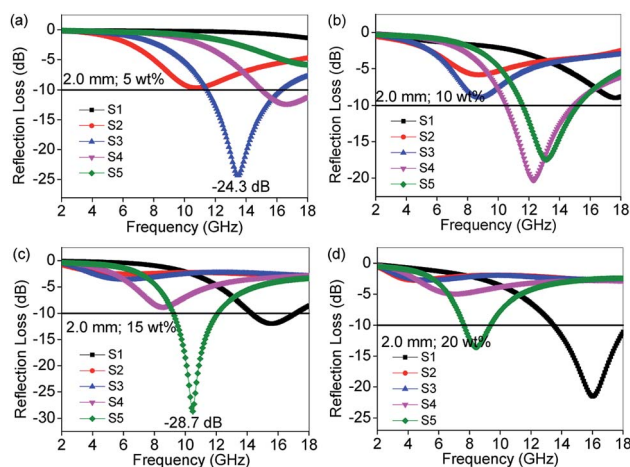 (a)
0
-5
-10
-15
-20
-25
Reflection Loss (dB)
2.0 mm; 5 wt%
S1
S2
S3
S4
S5
-24.3 dB
2 4 6 8 10 12 14 16 18
Frequency (GHz)
(b)
0
-5
-10
-15
-20
Reflection Loss (dB)
2.0 mm; 10 wt%
S1
S2
S3
S4
S5
2 4 6 8 10 12 14 16 18
Frequency (GHz)
(c)
0
-5
-10
-15
-20
-25
-30
Reflection Loss (dB)
2.0 mm; 15 wt%
S1
S2
S3
S4
S5
-28.7 dB
2 4 6 8 10 12 14 16 18
Frequency (GHz)
(d)
0
-5
-10
-15
-20
-25
Reflection Loss (dB)
2.0 mm; 20 wt%
S1
S2
S3
S4
S5
2 4 6 8 10 12 14 16 18
Frequency (GHz)